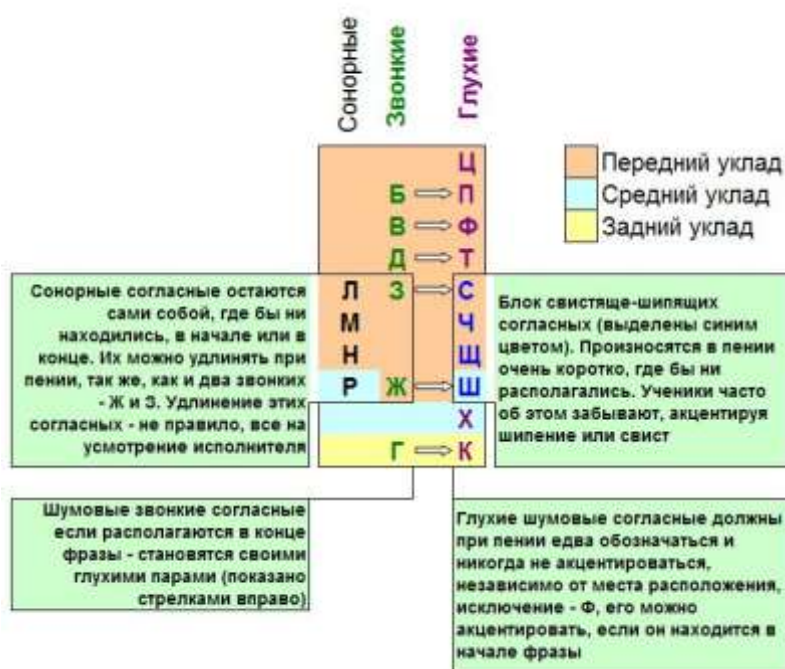 Сонорные
Звонкие
Глухие
Ц
Б П
В Ф
Д Т
Л З С
М Ч
Н Щ
Р Ж Ш
Х
Г К
Передний уклад
Средний уклад
Задний уклад
Сонорные согласные остаются
сами собой, где бы ни
находились, в начале или в
конце. Их можно удлинять при
пении, так же, как и два звонких
- Ж и З. Удлинение этих
согласных - не правило, все на
усмотрение исполнителя
Блок свистяще-шипящих
согласных (выделены синим
цветом). Произносятся в пении
очень коротко, где бы ни
располагались. Ученики часто
об этом забывают, акцентируя
шипение или свист
Шумовые звонкие согласные
если располагаются в конце
фразы - становятся своими
глухими парами (показано
стрелками вправо)
Глухие шумовые согласные должны
при пении едва обозначаться и
никогда не акцентироваться,
независимо от места расположения,
исключение - Ф, его можно
акцентировать, если он находится в
начале фразы